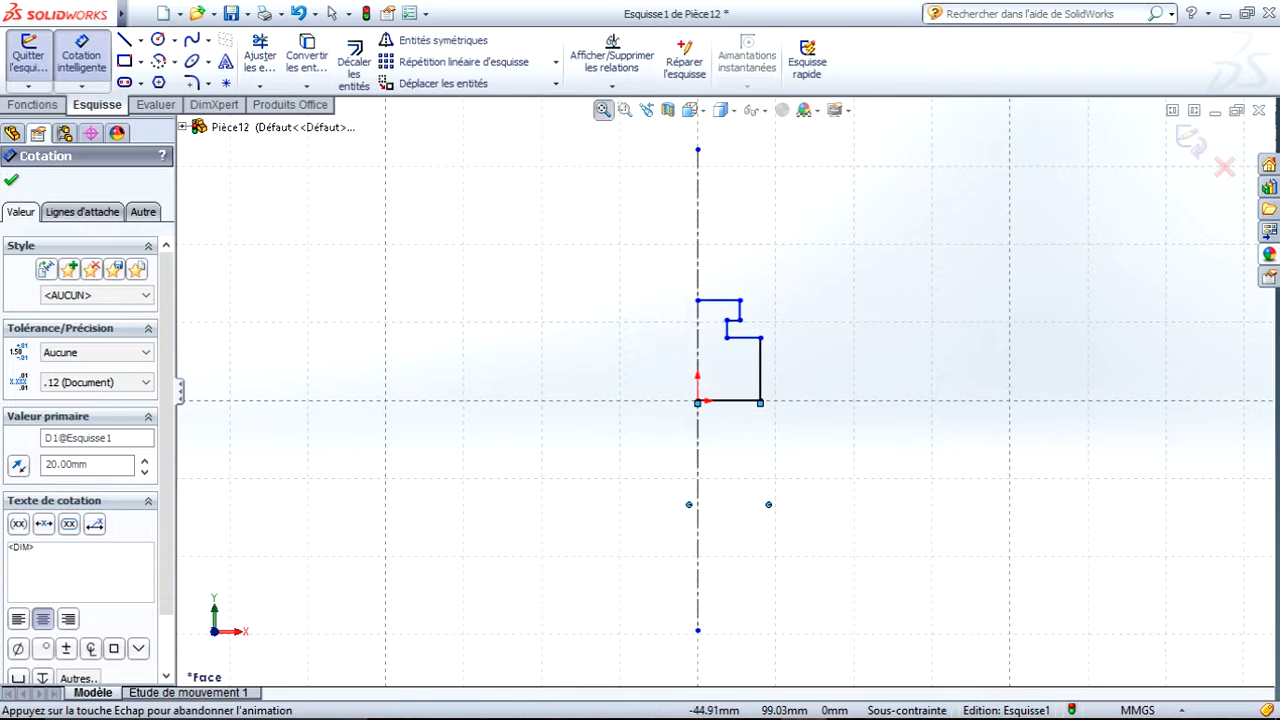 SOLIDWORKS
Esquisse1 de Pièce12 *
Rechercher dans l'aide de SolidWorks
Quitter l'esqui...
Cotation intelligente
Ajuster les e...
Convertir les ent...
Décaler les entités
Entités symétriques
Répétition linéaire d'esquisse
Déplacer les entités
Afficher/Supprimer les relations
Réparer l'esquisse
Aimantations instantanées
Esquisse rapide
Fonctions
Esquisse
Evaluer
DimXpert
Produits Office
Pièce12 (Défaut<<Défaut>...
Cotation
?
Valeur
Lignes d'attache
Autre
Style
<AUCUN>
Tolérance/Précision
Aucune
.12 (Document)
Valeur primaire
D1@Esquisse1
20.00mm
Texte de cotation
(xx)
<DIM>
Autres..
Y
X
*Face
Modèle
Etude de mouvement 1
Appuyez sur la touche Echap pour abandonner l'animation
-44.91mm
99.03mm
0mm
Sous-contrainte
Edition: Esquisse1
MMGS